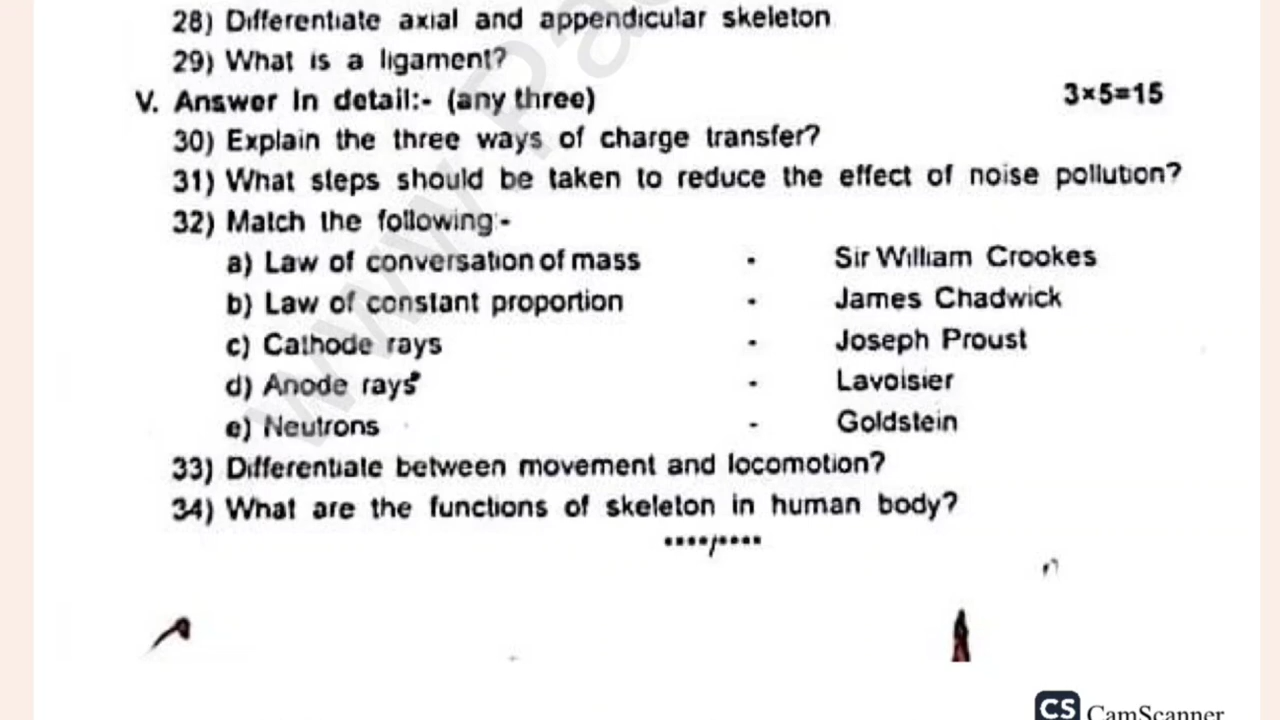 28) Differentiate axial and appendicular skeleton
29) What is a ligament?
V. Answer In detail:- (any three) 3×5=15
30) Explain the three ways of charge transfer?
31) What steps should be taken to reduce the effect of noise pollution?
32) Match the following:-
a) Law of conversation of mass - Sir William Crookes
b) Law of constant proportion - James Chadwick
c) Cathode rays - Joseph Proust
d) Anode rays - Lavoisier
e) Neutrons - Goldstein
33) Differentiate between movement and locomotion?
34) What are the functions of skeleton in human body?
www.Pa
CS CamScanner